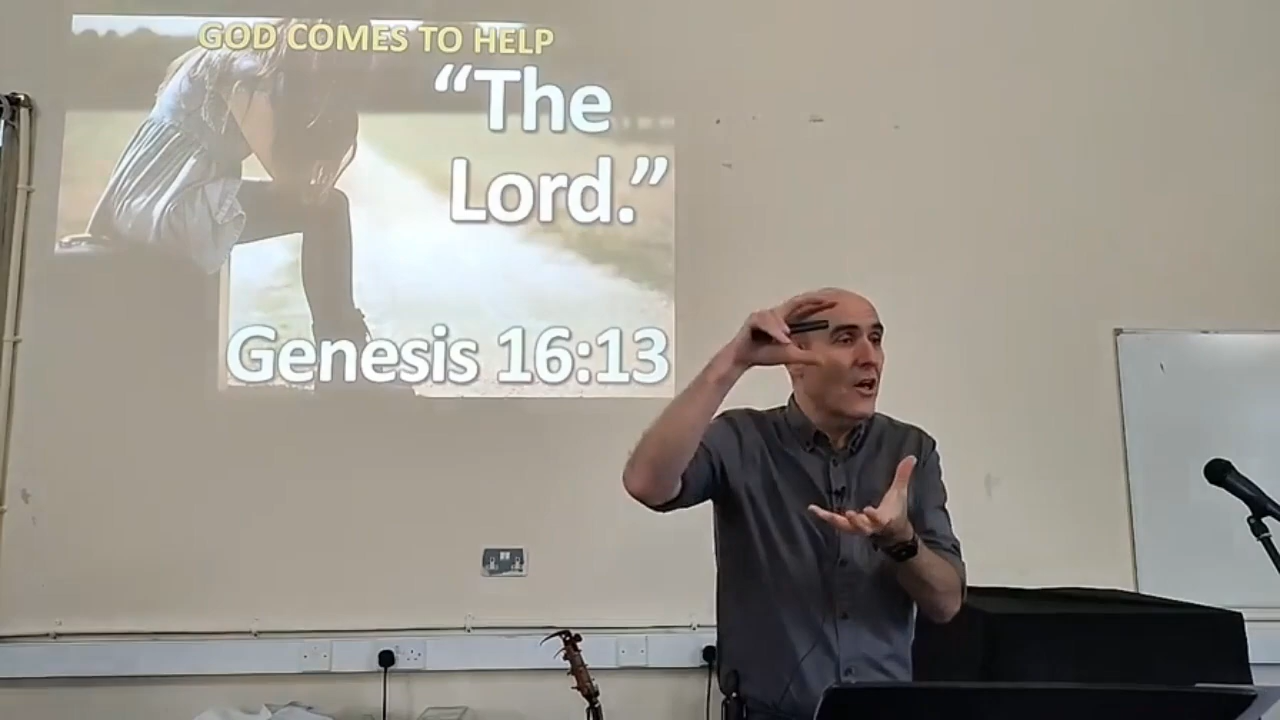 GOD COMES TO HELP
“The
Lord.”
Genesis 16:13